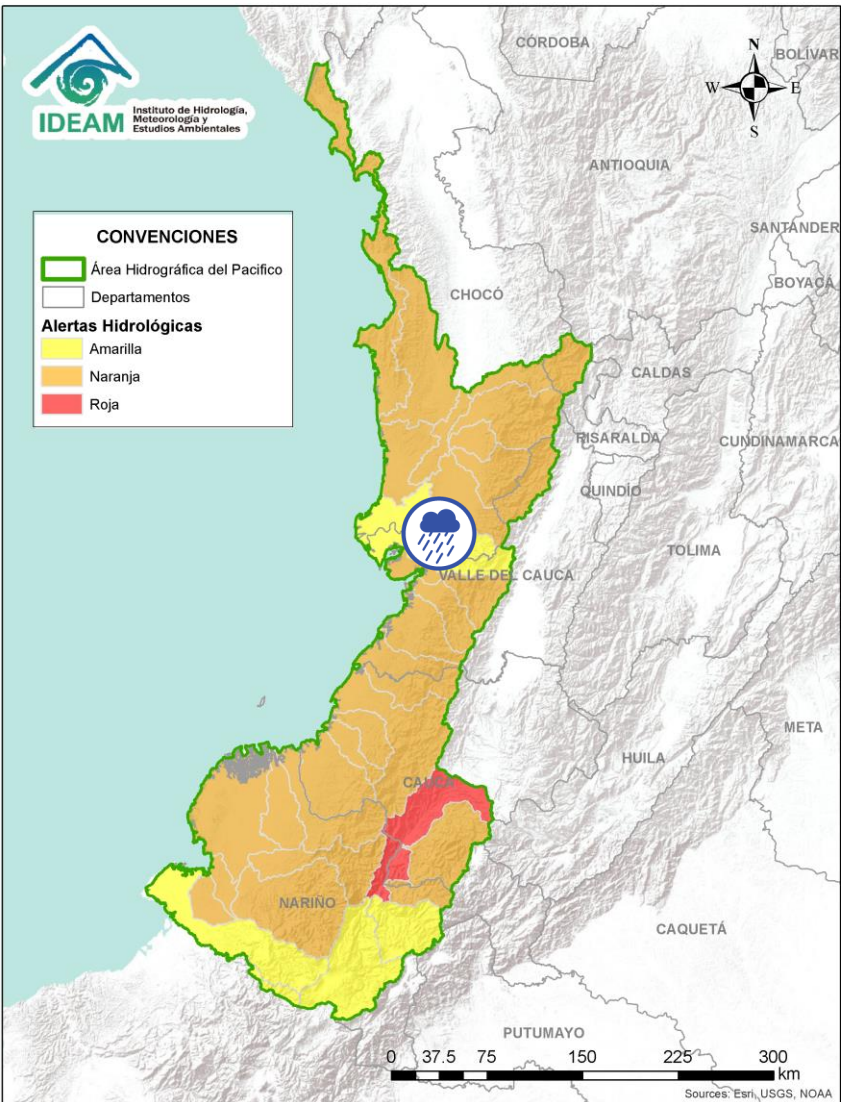 IDEAM
Instituto de Hidrología,
Meteorología y
Estudios Ambientales
N
W
E
S
CONVENCIONES
Área Hidrográfica del Pacifico
Departamentos
Alertas Hidrológicas
Amarilla
Naranja
Roja
CÓRDOBA
BOLIVAR
ANTIOQUIA
SANTANDER
BOYACÁ
CHOCÓ
CALDAS
RISARALDA
CUNDINAMARCA
QUINDÍO
TOLIMA
VALLE DEL CAUCA
META
HUILA
CAUCA
NARIÑO
CAQUETÁ
PUTUMAYO
0 37.5 75 150 225 300
km
Sources: Esri, USGS, NOAA